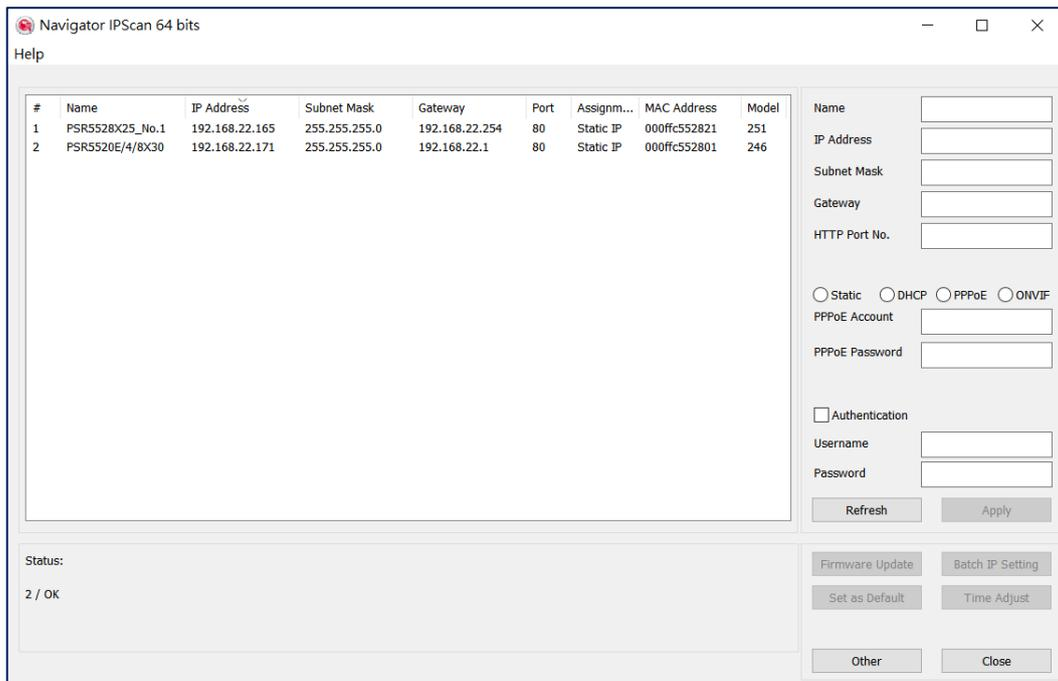 Navigator IPScan 64 bits
Help
# Name IP Address Subnet Mask Gateway Port Assignm... MAC Address Model
1 PSR5528X25_No.1 192.168.22.165 255.255.255.0 192.168.22.254 80 Static IP 000ffc552821 251
2 PSR5520E/4/8X30 192.168.22.171 255.255.255.0 192.168.22.1 80 Static IP 000ffc552801 246
Name
IP Address
Subnet Mask
Gateway
HTTP Port No.
Static DHCP PPPoE ONVIF
PPPoE Account
PPPoE Password
Authentication
Username
Password
Refresh Apply
Status:
2 / OK
Firmware Update Batch IP Setting
Set as Default Time Adjust
Other Close